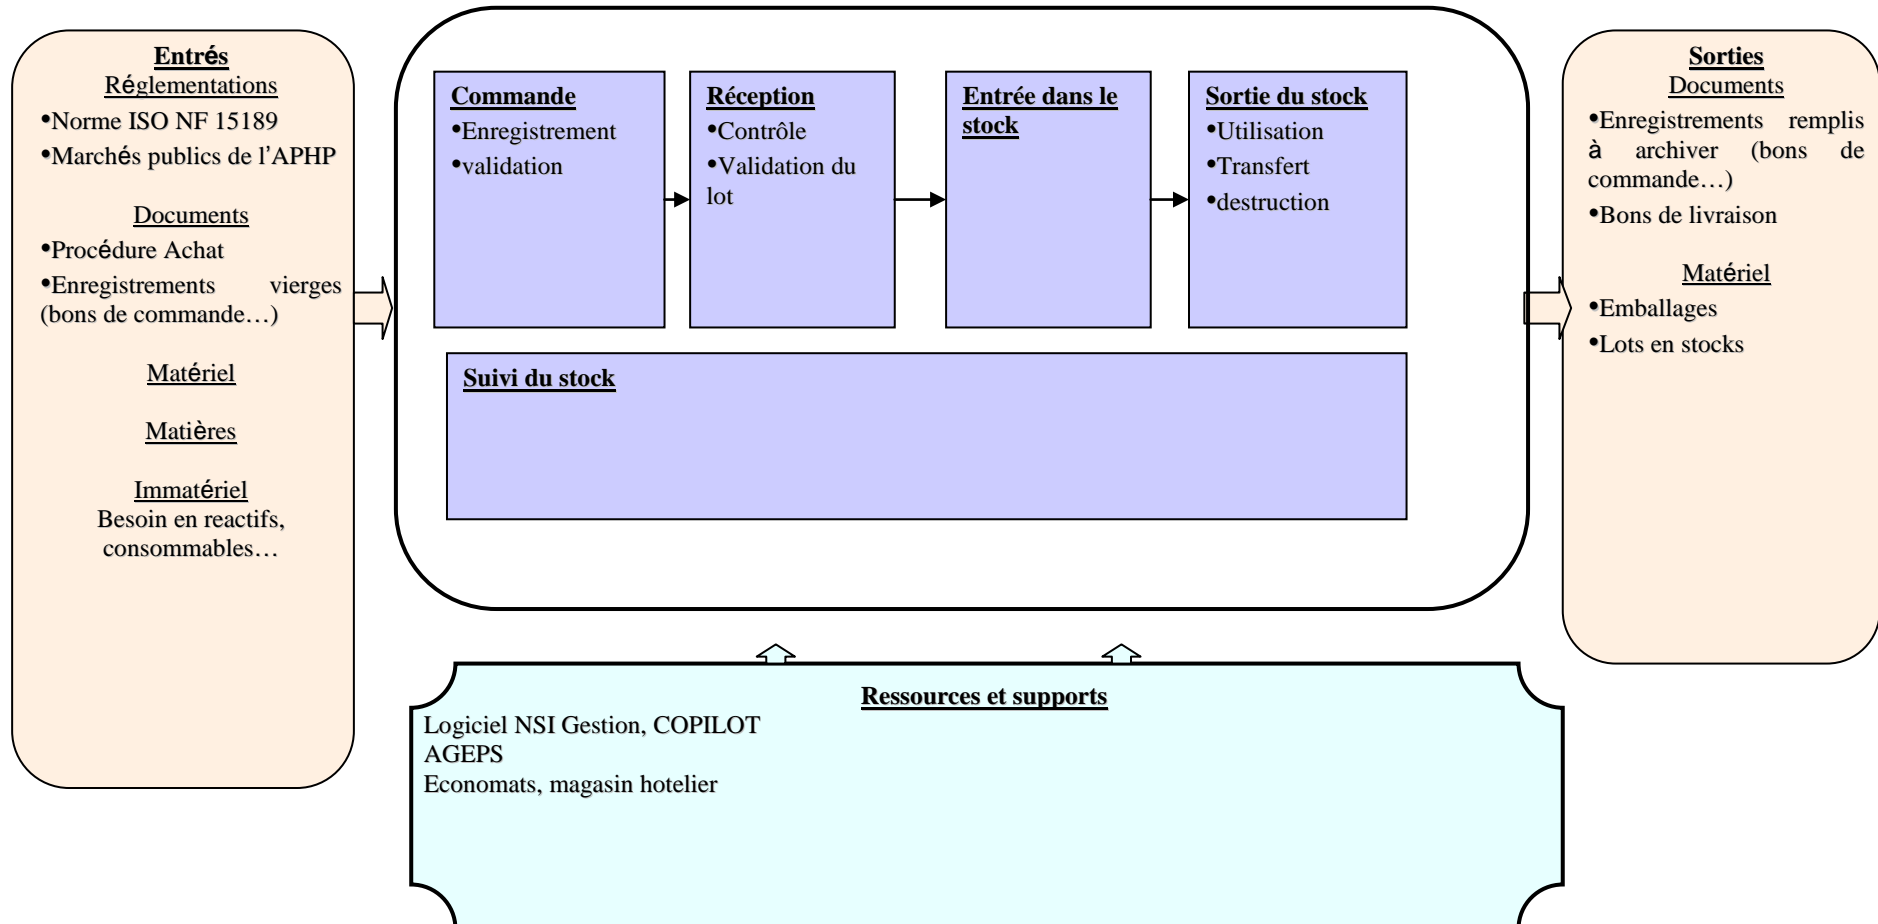 Entrés
Réglementations
•Norme ISO NF 15189
•Marchés publics de l’APHP
Documents
•Procédure Achat
•Enregistrements vierges
(bons de commande…)
Matériel
Matières
Immatériel
Besoin en reactifs,
consommables…
Commande
•Enregistrement
•validation
Réception
•Contrôle
•Validation du
lot
Entrée dans le
stock
Sortie du stock
•Utilisation
•Transfert
•destruction
Suivi du stock
Sorties
Documents
•Enregistrements remplis
à archiver (bons de
commande…)
•Bons de livraison
Matériel
•Emballages
•Lots en stocks
Ressources et supports
Logiciel NSI Gestion, COPILOT
AGEPS
Economats, magasin hotelier